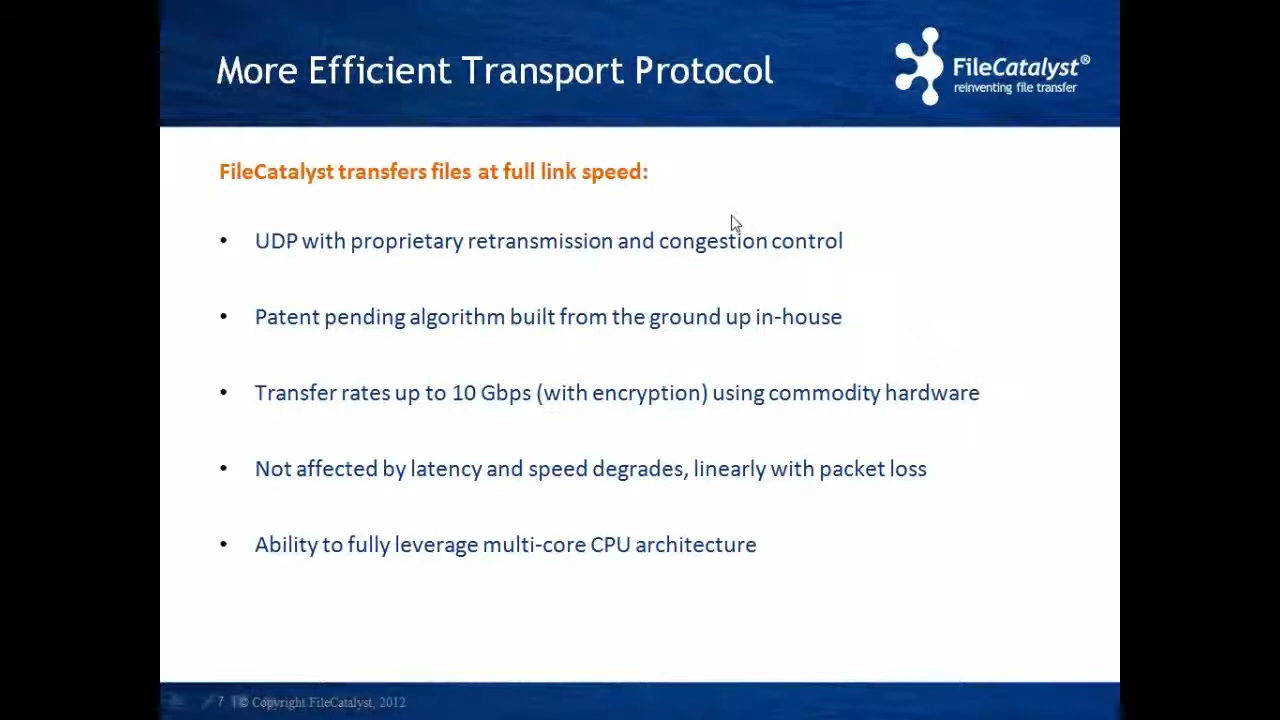 More Efficient Transport Protocol
FileCatalyst®
reinventing file transfer
FileCatalyst transfers files at full link speed:
• UDP with proprietary retransmission and congestion control
• Patent pending algorithm built from the ground up in-house
• Transfer rates up to 10 Gbps (with encryption) using commodity hardware
• Not affected by latency and speed degrades, linearly with packet loss
• Ability to fully leverage multi-core CPU architecture
7 | © Copyright FileCatalyst, 2012